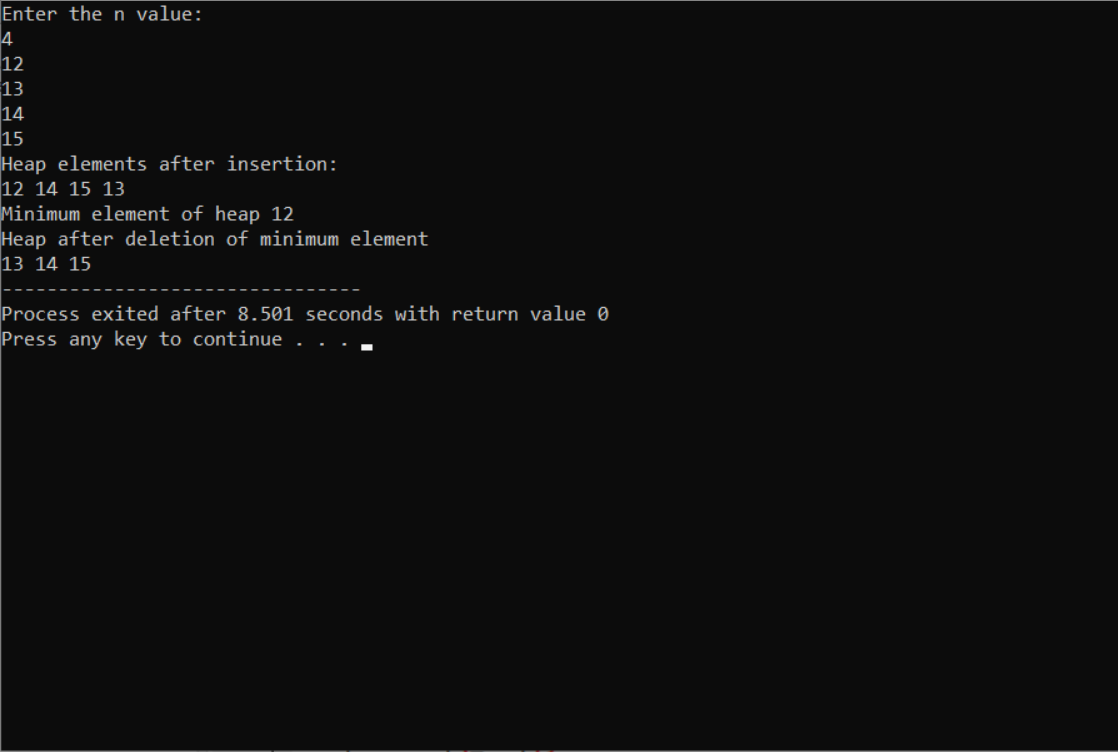 Enter the n value:
4
12
13
14
15
Heap elements after insertion:
12 14 15 13
Minimum element of heap 12
Heap after deletion of minimum element
13 14 15
--------------------------------
Process exited after 8.501 seconds with return value 0
Press any key to continue . . .